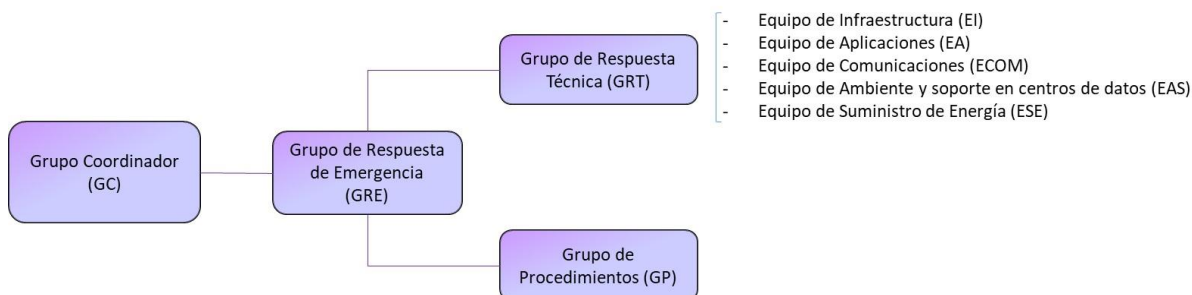 Grupo Coordinador
(GC)
Grupo de Respuesta
de Emergencia
(GRE)
Grupo de Respuesta
Técnica (GRT)
- Equipo de Infraestructura (EI)
- Equipo de Aplicaciones (EA)
- Equipo de Comunicaciones (ECOM)
- Equipo de Ambiente y soporte en centros de datos (EAS)
- Equipo de Suministro de Energía (ESE)
Grupo de
Procedimientos (GP)